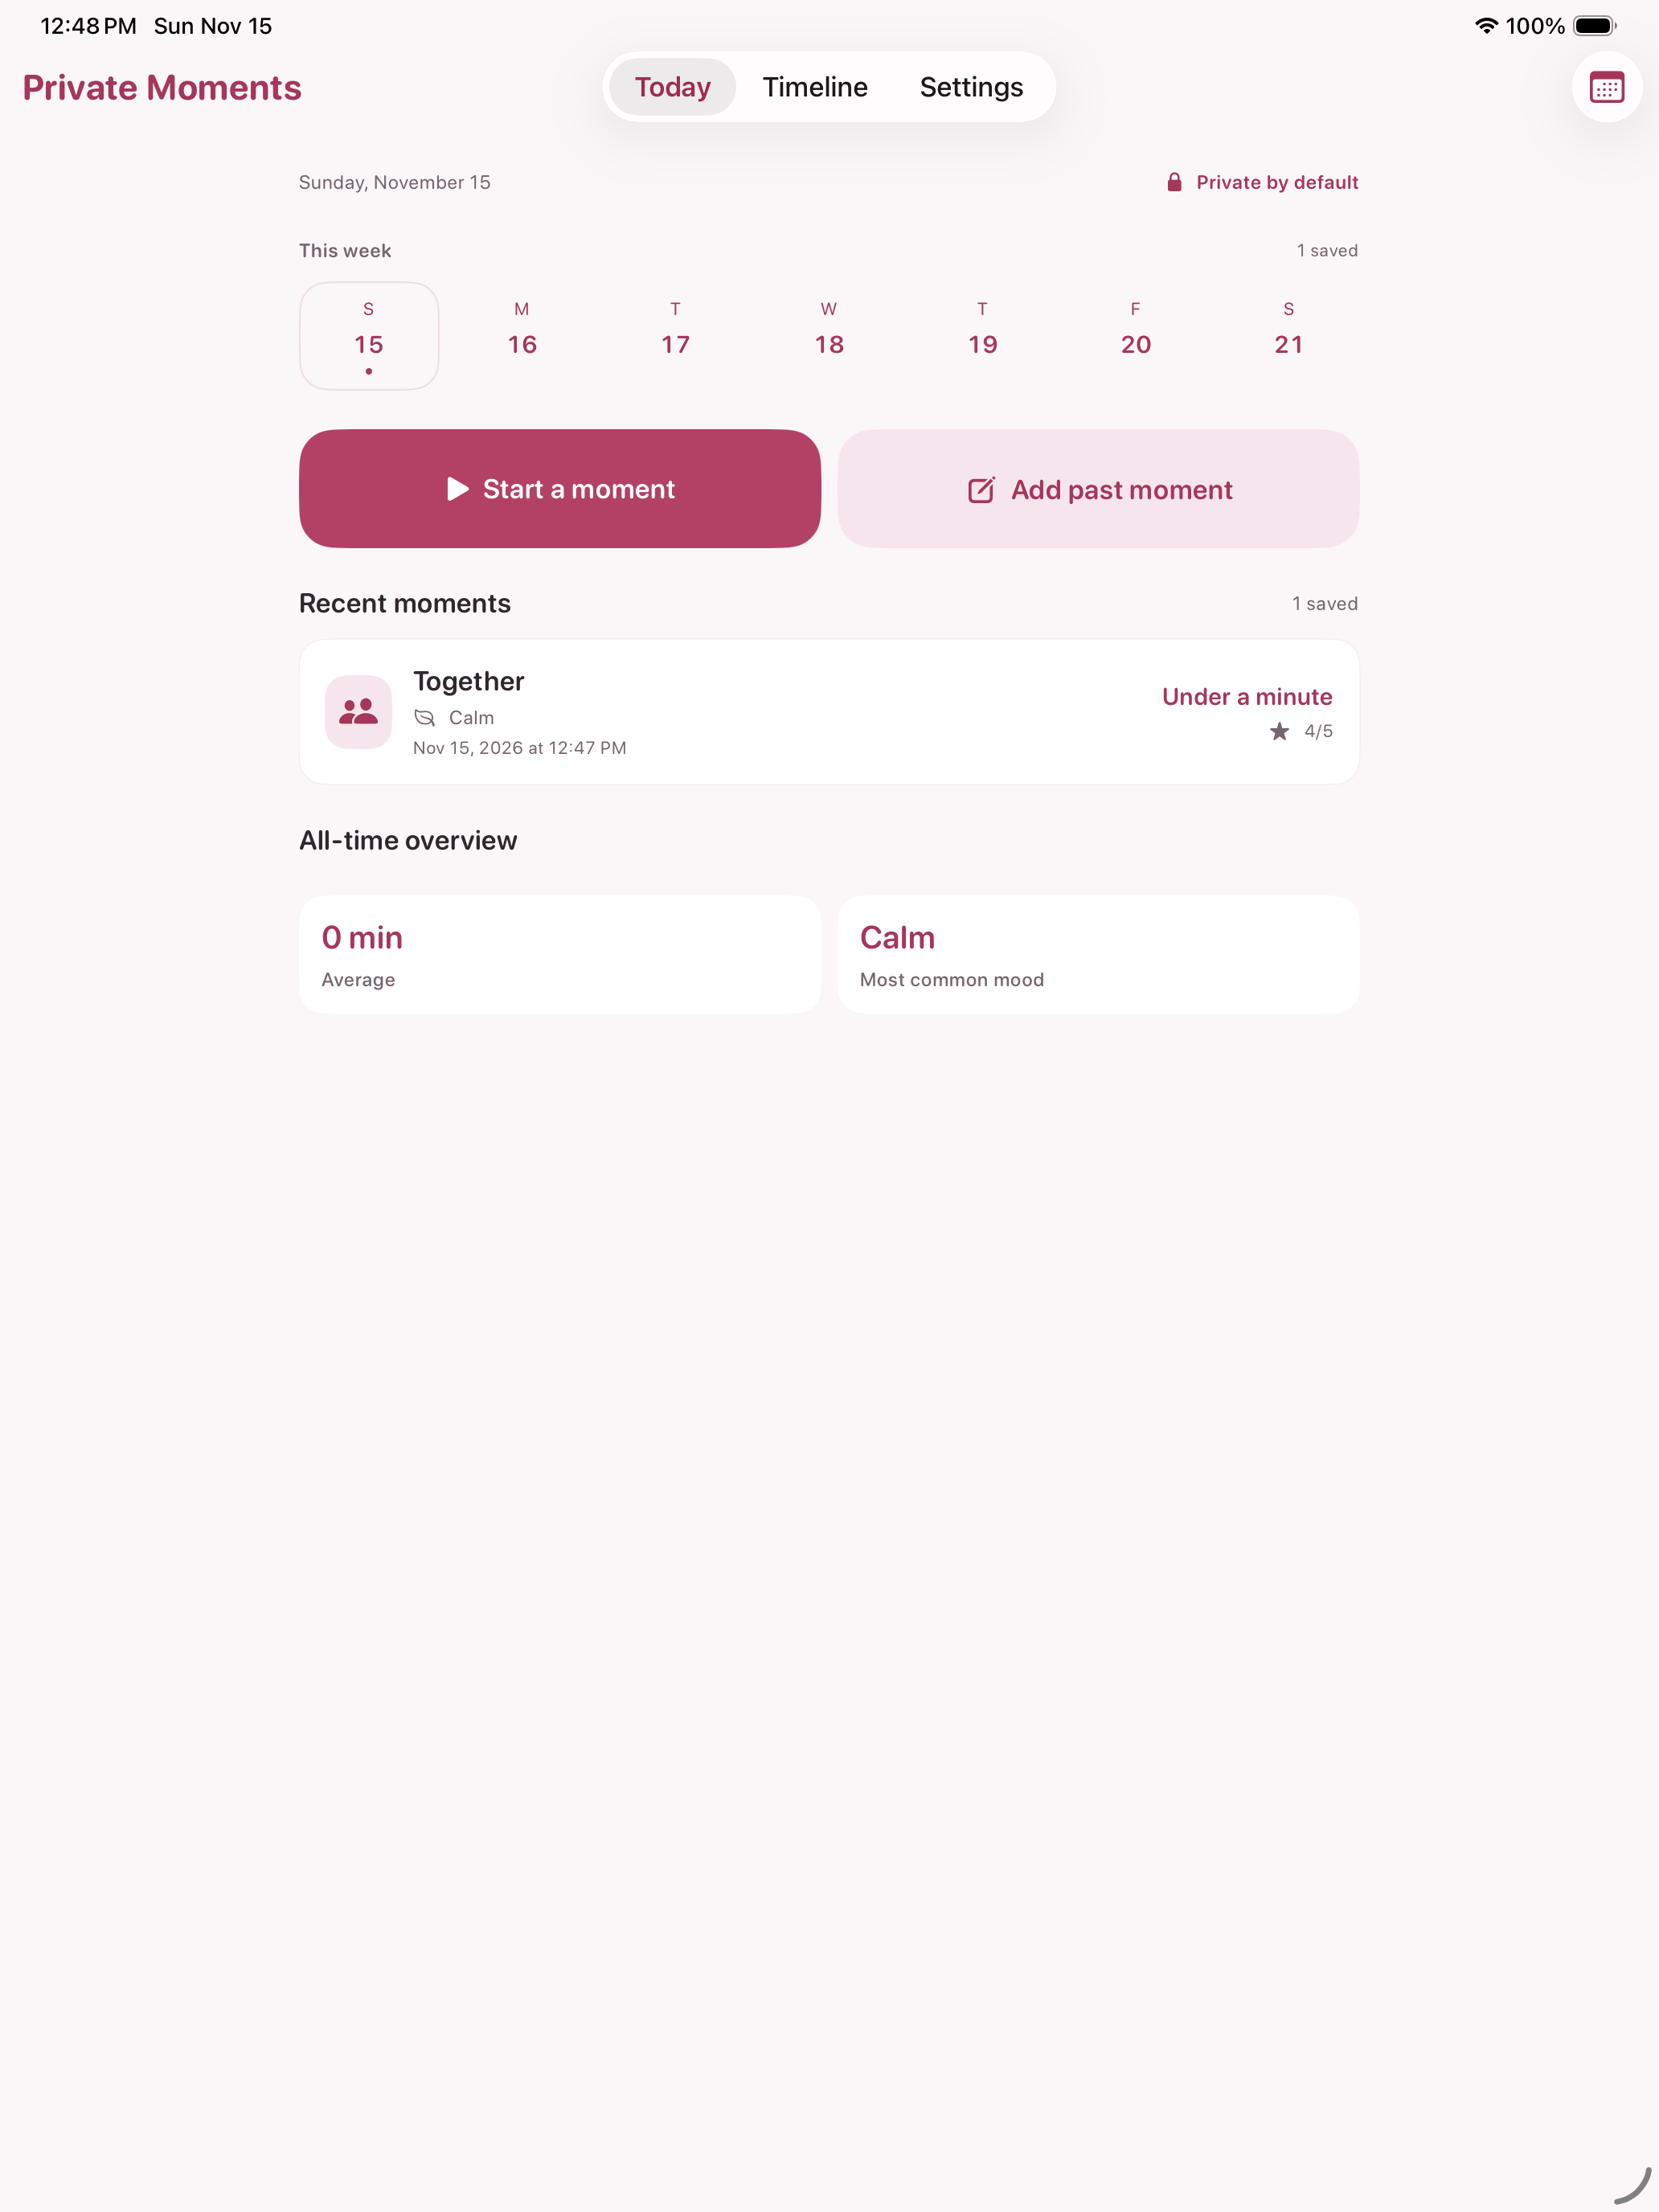 12:48 PM Sun Nov 15
100%
Private Moments
Today
Timeline
Settings
Sunday, November 15
Private by default
This week
1 saved
S M T W T F S
15 16 17 18 19 20 21
Start a moment
Add past moment
Recent moments
1 saved
Together
Calm
Nov 15, 2026 at 12:47 PM
Under a minute
4/5
All-time overview
0 min
Average
Calm
Most common mood